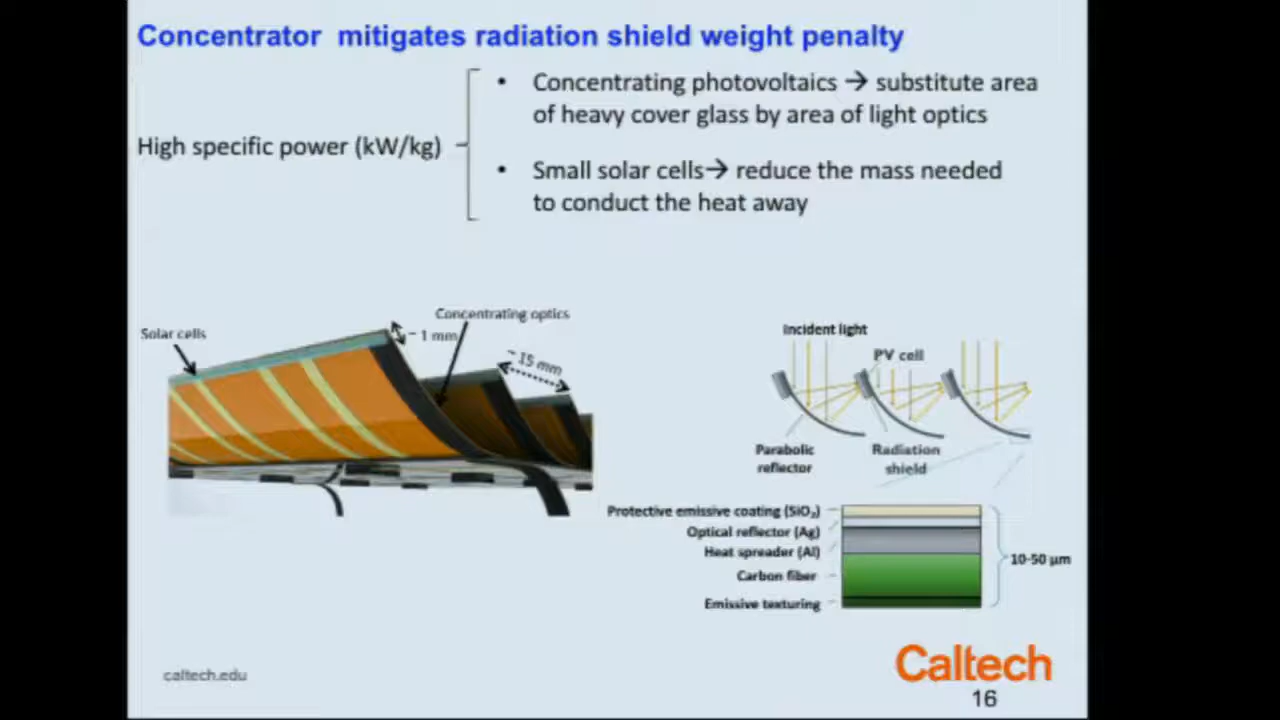 Concentrator mitigates radiation shield weight penalty
High specific power (kW/kg)
• Concentrating photovoltaics → substitute area
of heavy cover glass by area of light optics
• Small solar cells→ reduce the mass needed
to conduct the heat away
Solar cells
Concentrating optics
~ 1 mm
~ 15 mm
Incident light
PV cell
Parabolic
reflector
Radiation
shield
Protective emissive coating (SiO₂)
Optical reflector (Ag)
Heat spreader (Al)
Carbon fiber
Emissive texturing
10-50 µm
caltech.edu
Caltech
16